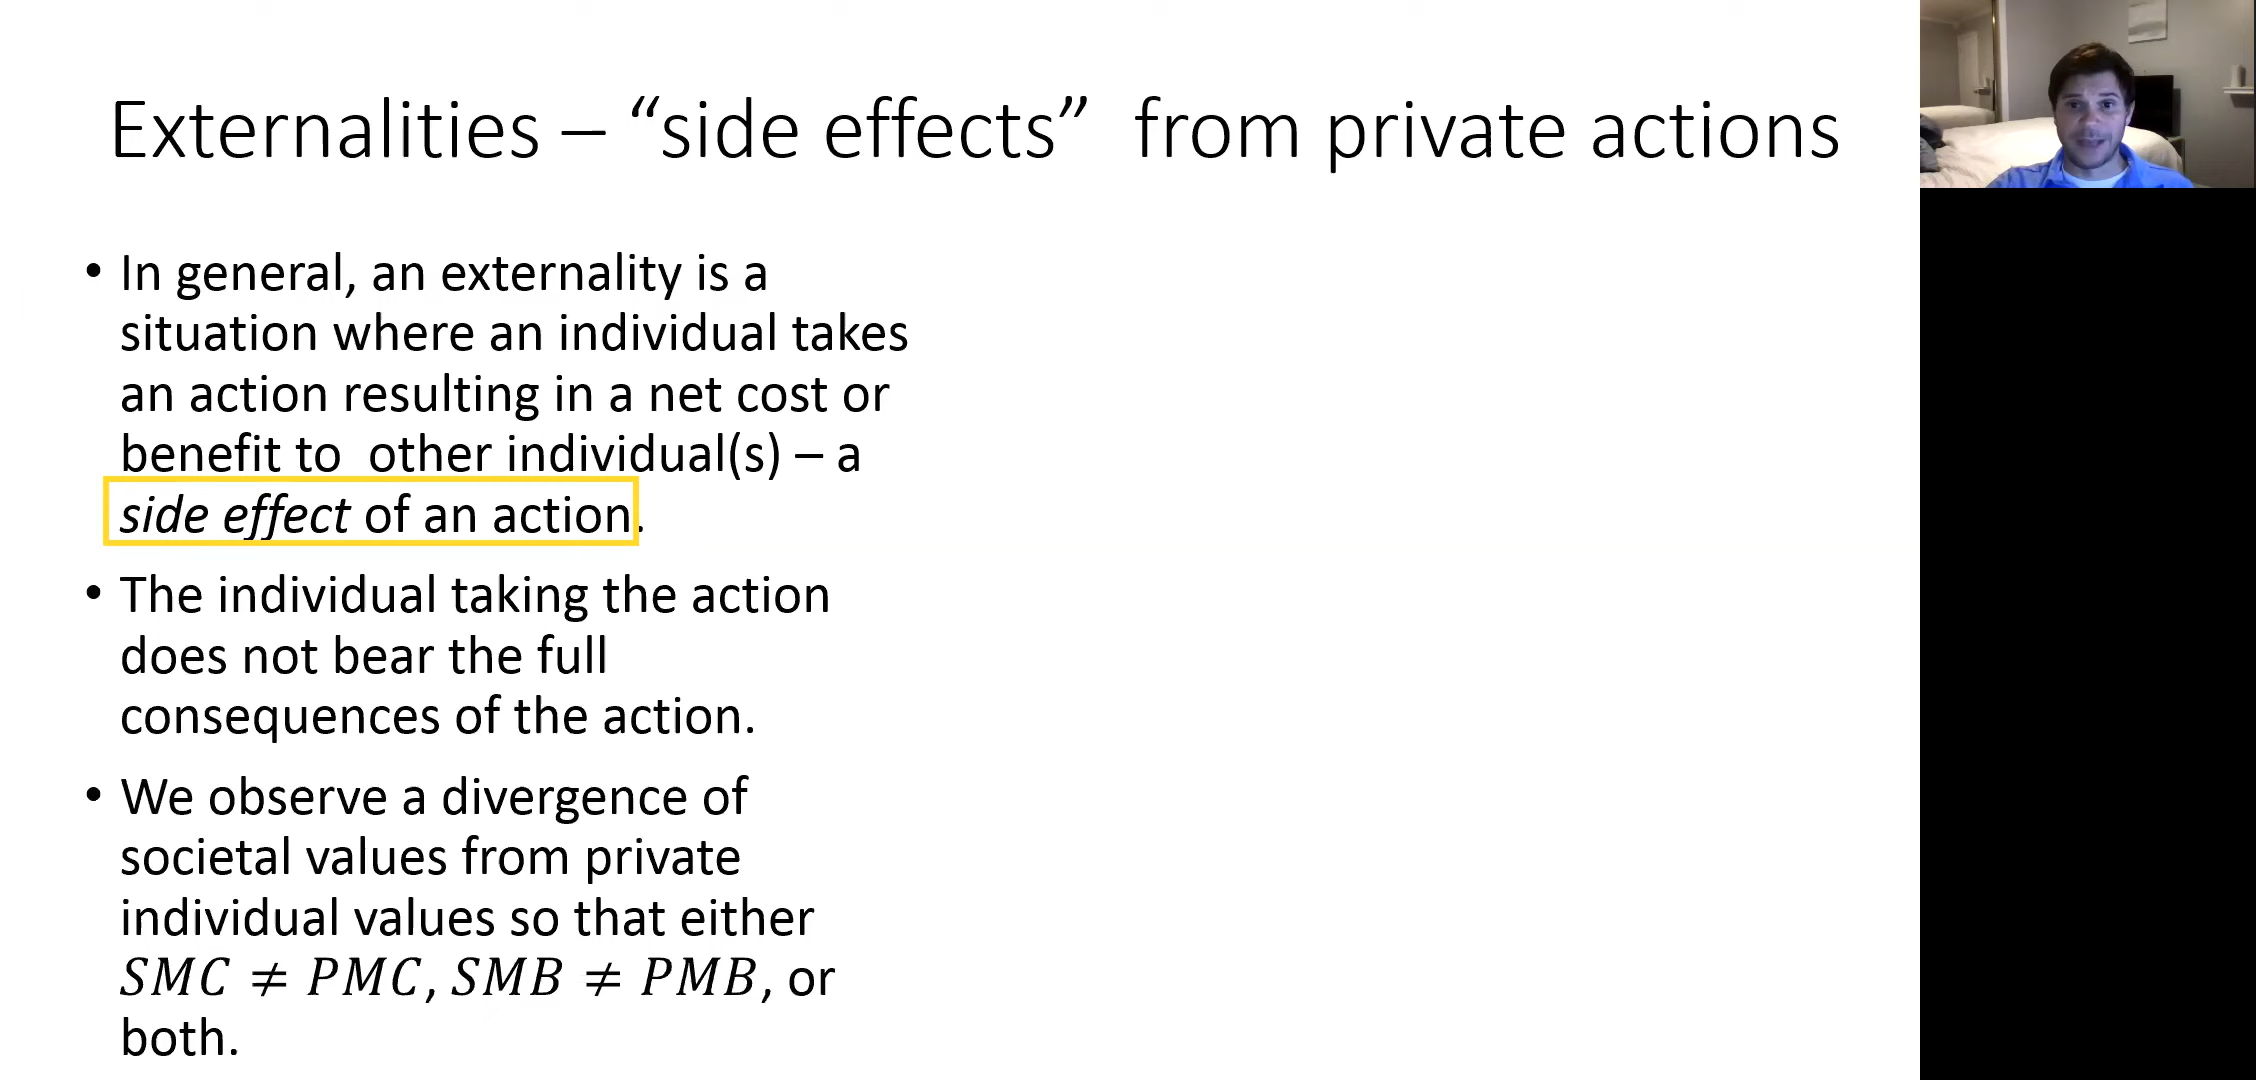 Externalities – “side effects”  from private actions
• In general, an externality is a
situation where an individual takes
an action resulting in a net cost or
benefit to  other individual(s) – a
side effect of an action.
• The individual taking the action
does not bear the full
consequences of the action.
• We observe a divergence of
societal values from private
individual values so that either
SMC ≠ PMC, SMB ≠ PMB, or
both.